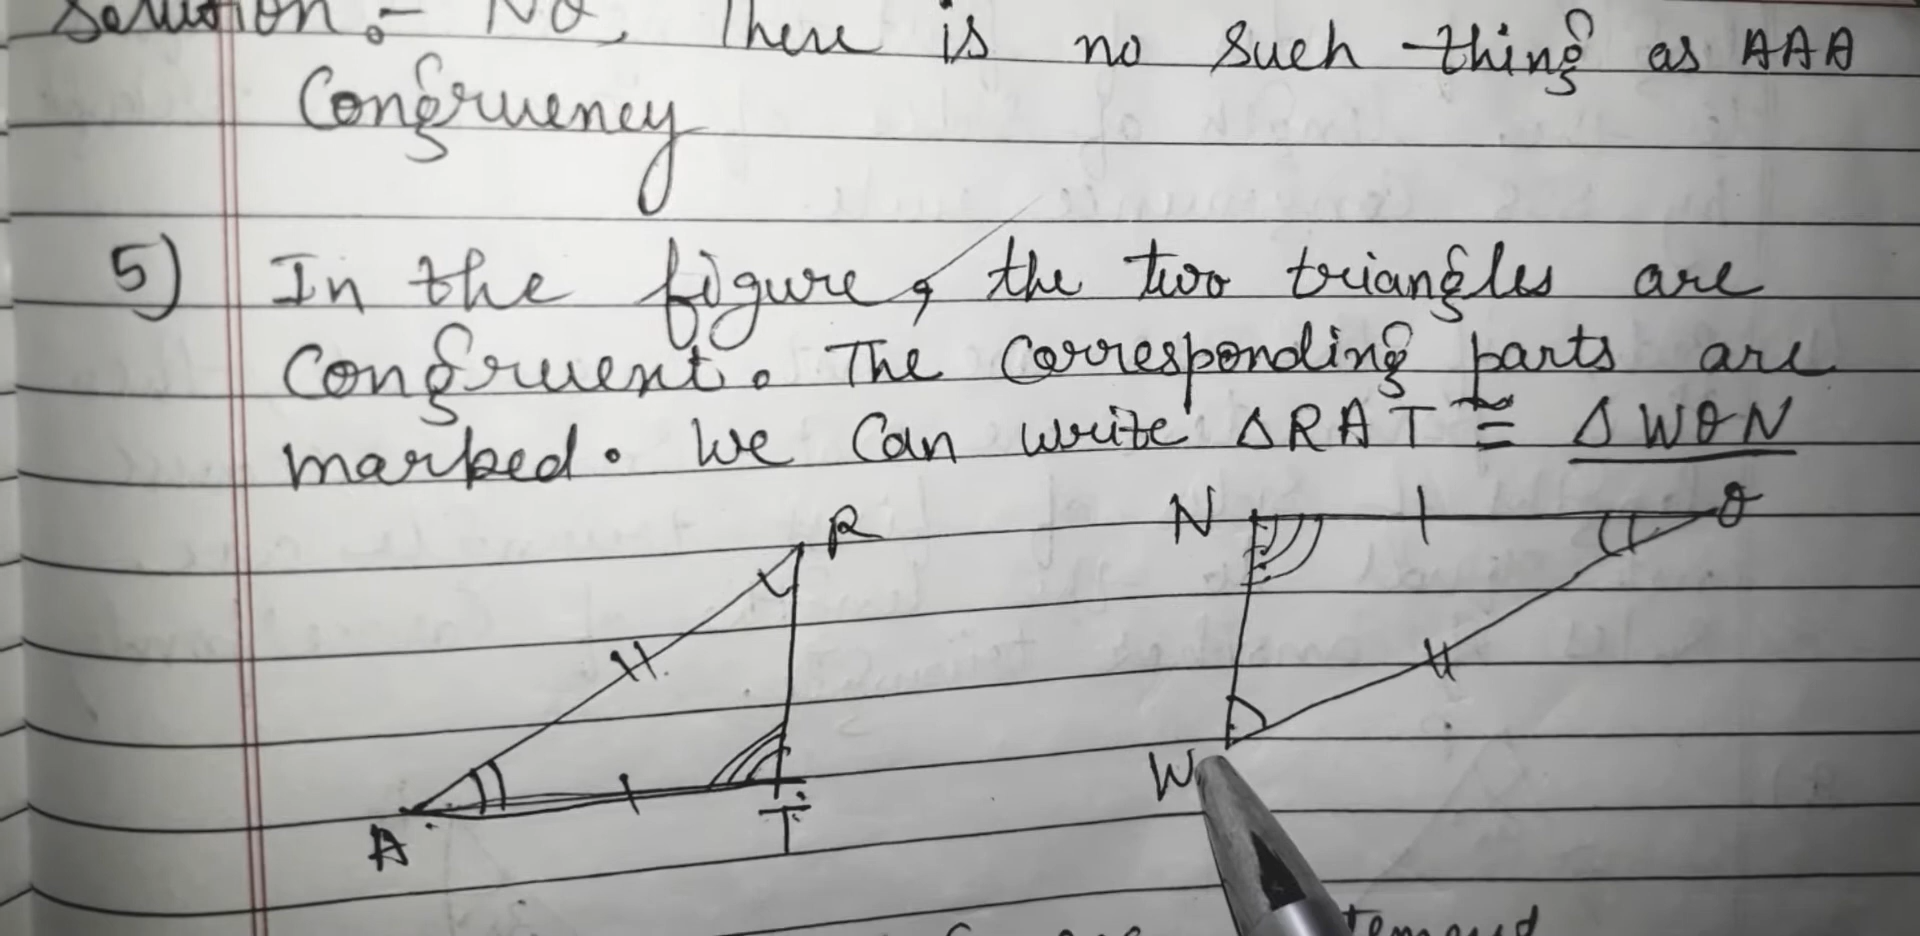 Solution :- No, There is no such thing as AAA
Congruency
5) In the figure, the two triangles are
Congruent. The Corresponding parts are
marked. We Can write ΔRAT ≅ ΔWON
R
N
O
A
T
W